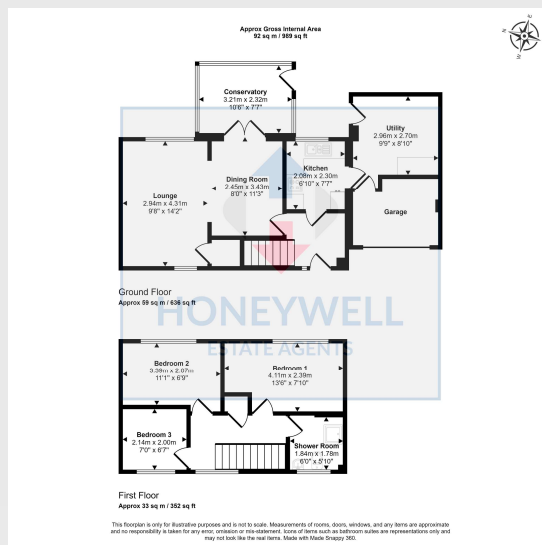 Approx Gross Internal Area
92 sq m / 989 sq ft
N
E
S
W
Conservatory
3.21m x 2.32m
10'6" x 7'7"
Utility
2.96m x 2.70m
9'9" x 8'10"
Kitchen
2.08m x 2.30m
6'10" x 7'7"
Dining Room
2.45m x 3.43m
8'0" x 11'3"
Lounge
2.94m x 4.31m
9'8" x 14'2"
Garage
Ground Floor
Approx 59 sq m / 636 sq ft
HONEYWELL
ESTATE AGENTS
Bedroom 2
3.39m x 2.07m
11'1" x 6'9"
Bedroom 1
4.11m x 2.39m
13'6" x 7'10"
Bedroom 3
2.14m x 2.00m
7'0" x 6'7"
Shower Room
1.84m x 1.78m
6'0" x 5'10"
First Floor
Approx 33 sq m / 352 sq ft
This floorplan is only for illustrative purposes and is not to scale. Measurements of rooms, doors, windows, and any items are approximate
and no responsibility is taken for any error, omission or mis-statement. Icons of items such as bathroom suites are representations only and
may not look like the real items. Made with Made Snappy 360.